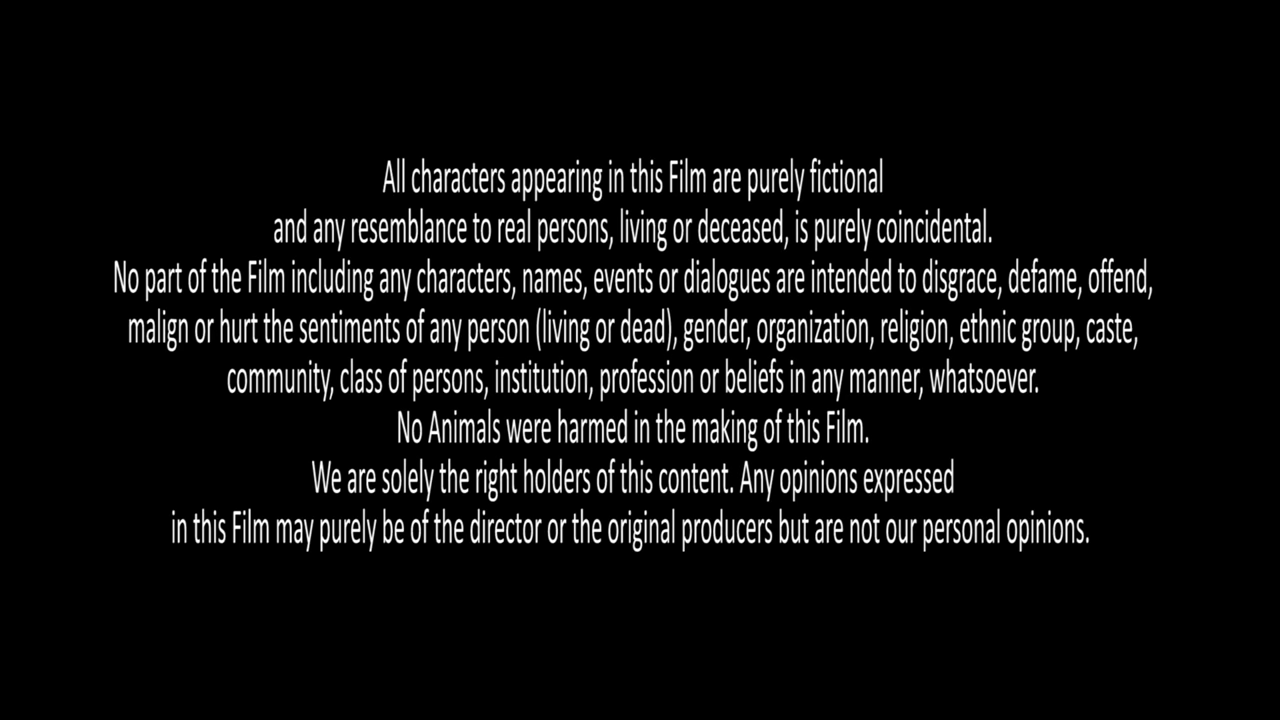 All characters appearing in this Film are purely fictional
and any resemblance to real persons, living or deceased, is purely coincidental.
No part of the Film including any characters, names, events or dialogues are intended to disgrace, defame, offend,
malign or hurt the sentiments of any person (living or dead), gender, organization, religion, ethnic group, caste,
community, class of persons, institution, profession or beliefs in any manner, whatsoever.
No Animals were harmed in the making of this Film.
We are solely the right holders of this content. Any opinions expressed
in this Film may purely be of the director or the original producers but are not our personal opinions.